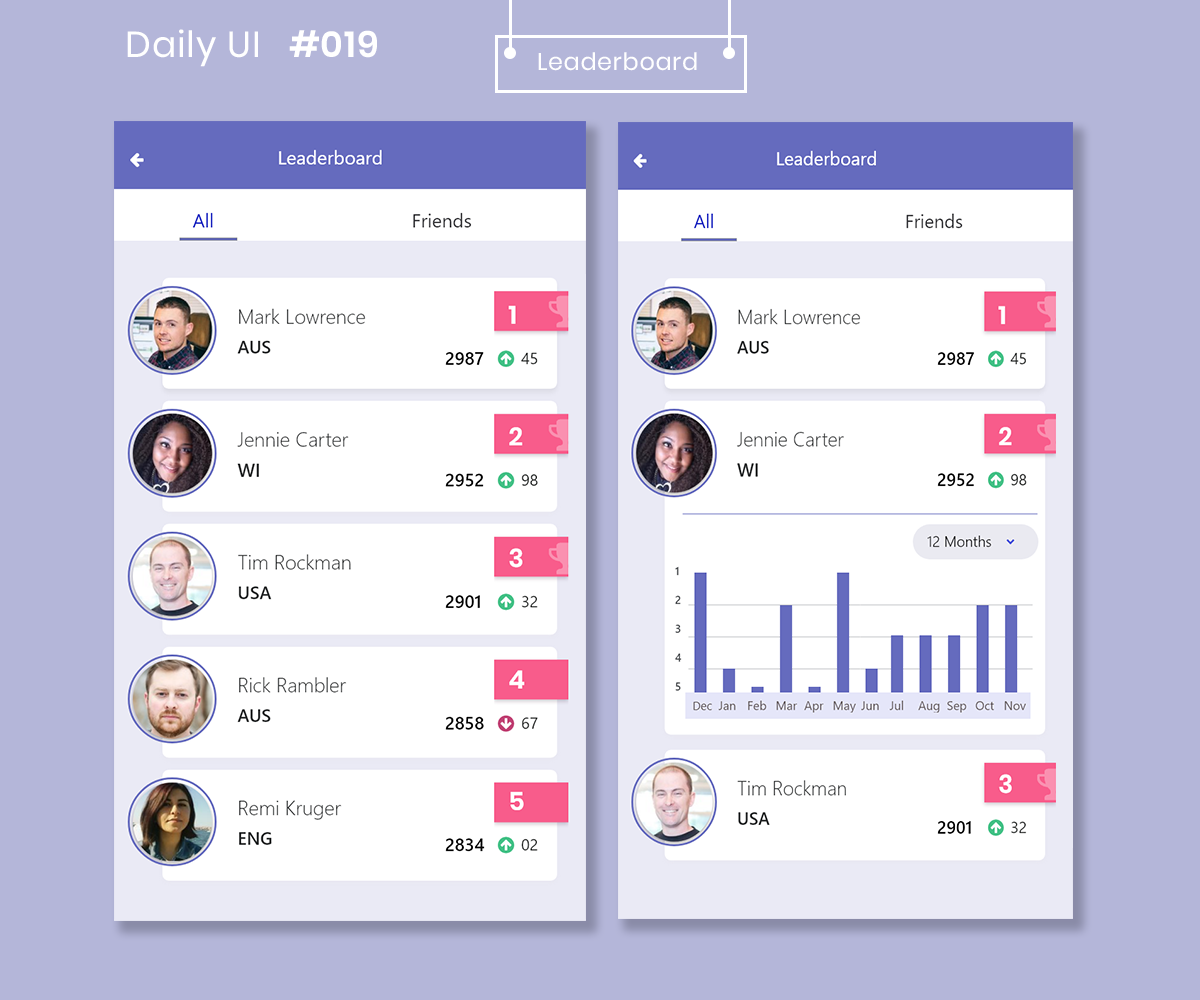 Daily UI #019
Leaderboard
Leaderboard
All Friends
Mark Lowrence
1
AUS
2987 45
Jennie Carter
2
WI
2952 98
Tim Rockman
3
USA
2901 32
Rick Rambler
4
AUS
2858 67
Remi Kruger
5
ENG
2834 02
Leaderboard
All Friends
Mark Lowrence
1
AUS
2987 45
Jennie Carter
2
WI
2952 98
12 Months
1
2
3
4
5
Dec Jan Feb Mar Apr May Jun Jul Aug Sep Oct Nov
Tim Rockman
3
USA
2901 32